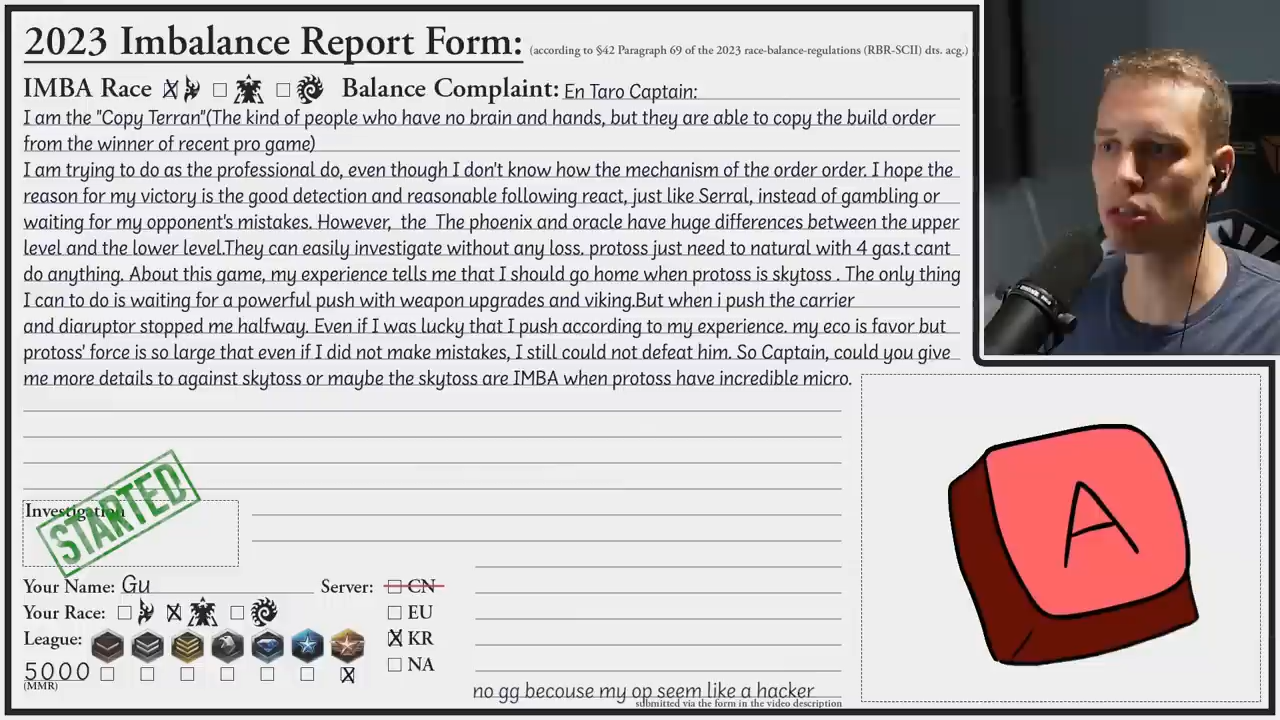 2023 Imbalance Report Form: (according to §42 Paragraph 69 of the 2023 race-balance-regulations (RBR-SCII) dts. acg.)
IMBA Race Balance Complaint: En Taro Captain:
I am the "Copy Terran"(The kind of people who have no brain and hands, but they are able to copy the build order
from the winner of recent pro game)
I am trying to do as the professional do, even though I don't know how the mechanism of the order order. I hope the
reason for my victory is the good detection and reasonable following react, just like Serral, instead of gambling or
waiting for my opponent's mistakes. However, the The phoenix and oracle have huge differences between the upper
level and the lower level.They can easily investigate without any loss. protoss just need to natural with 4 gas.t cant
do anything. About this game, my experience tells me that I should go home when protoss is skytoss . The only thing
I can to do is waiting for a powerful push with weapon upgrades and viking.But when i push the carrier
and diaruptor stopped me halfway. Even if I was lucky that I push according to my experience. my eco is favor but
protoss' force is so large that even if I did not make mistakes, I still could not defeat him. So Captain, could you give
me more details to against skytoss or maybe the skytoss are IMBA when protoss have incredible micro.
Investigation
STARTED
Your Name: Gu
Server: CN
Your Race:
EU
League:
KR
5000
NA
(MMR)
no gg becouse my op seem like a hacker
submitted via the form in the video description
A